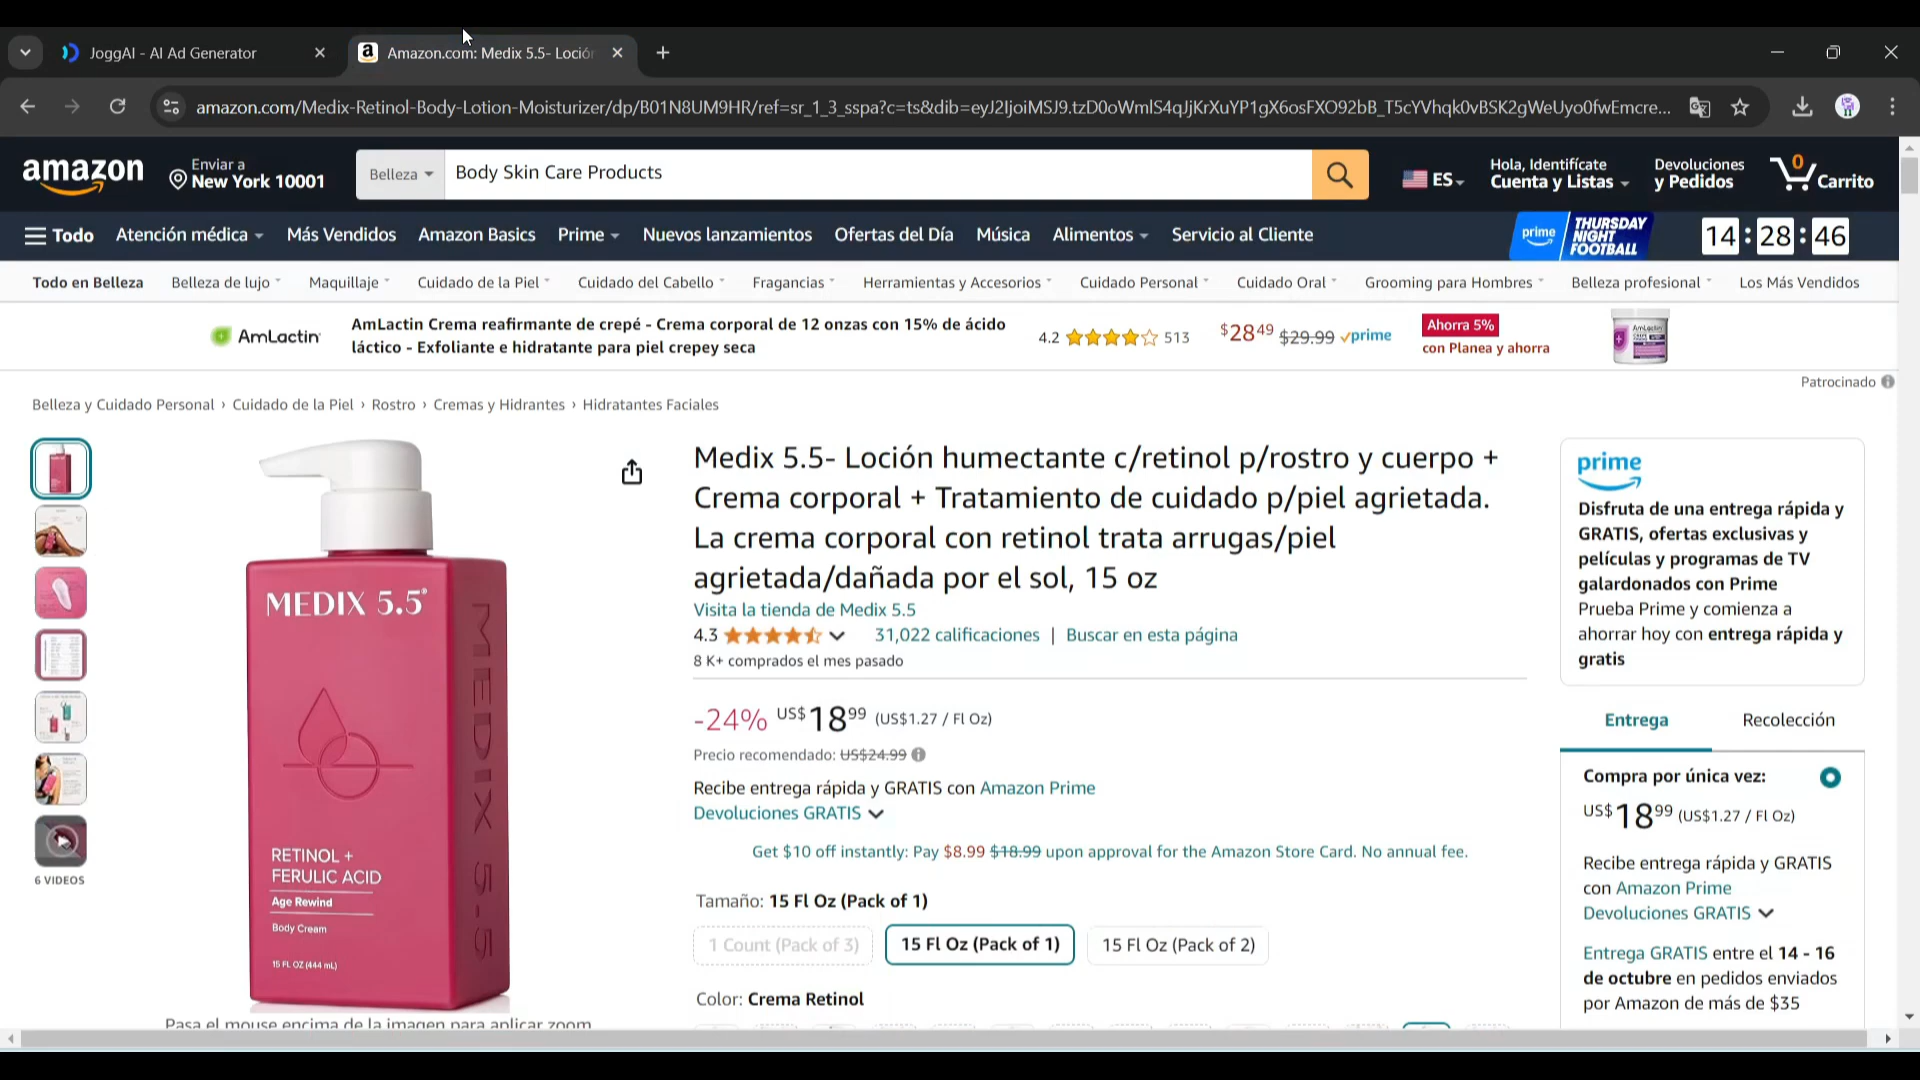 JoggAI - AI Ad Generator
Amazon.com: Medix 5.5- Loció
amazon.com/Medix-Retinol-Body-Lotion-Moisturizer/dp/B01N8UM9HR/ref=sr_1_3_sspa?c=ts&dib=eyJ2IjoiMSJ9.tzD0oWmlS4qJjKrXuYP1gX6osFXO92bB_T5cYVhqk0vBSK2gWeUyo0fwEmcre...
amazon
Enviar a
New York 10001
Belleza
Body Skin Care Products
ES
Hola, Identifícate
Cuenta y Listas
Devoluciones
y Pedidos
0
Carrito
Todo
Atención médica
Más Vendidos
Amazon Basics
Prime
Nuevos lanzamientos
Ofertas del Día
Música
Alimentos
Servicio al Cliente
prime
THURSDAY
NIGHT
FOOTBALL
14 : 28 : 46
Todo en Belleza
Belleza de lujo
Maquillaje
Cuidado de la Piel
Cuidado del Cabello
Fragancias
Herramientas y Accesorios
Cuidado Personal
Cuidado Oral
Grooming para Hombres
Belleza profesional
Los Más Vendidos
AmLactin
AmLactin Crema reafirmante de crepé - Crema corporal de 12 onzas con 15% de ácido
láctico - Exfoliante e hidratante para piel crepey seca
4.2
513
$2849 $29.99 prime
Ahorra 5%
con Planea y ahorra
AmLactin
Patrocinado
Belleza y Cuidado Personal › Cuidado de la Piel › Rostro › Cremas y Hidrantes › Hidratantes Faciales
6 VIDEOS
MEDIX 5.5®
MEDIX 5.5
RETINOL +
FERULIC ACID
Age Rewind
Body Cream
15 FL OZ (444 mL)
Pasa el mouse encima de la imagen para aplicar zoom
Medix 5.5- Loción humectante c/retinol p/rostro y cuerpo +
Crema corporal + Tratamiento de cuidado p/piel agrietada.
La crema corporal con retinol trata arrugas/piel
agrietada/dañada por el sol, 15 oz
Visita la tienda de Medix 5.5
4.3
31,022 calificaciones | Buscar en esta página
8 K+ comprados el mes pasado
-24% US$1899 (US$1.27 / Fl Oz)
Precio recomendado: US$24.99
Recibe entrega rápida y GRATIS con Amazon Prime
Devoluciones GRATIS
Get $10 off instantly: Pay $8.99 $18.99 upon approval for the Amazon Store Card. No annual fee.
Tamaño: 15 Fl Oz (Pack of 1)
1 Count (Pack of 3)
15 Fl Oz (Pack of 1)
15 Fl Oz (Pack of 2)
Color: Crema Retinol
prime
Disfruta de una entrega rápida y
GRATIS, ofertas exclusivas y
películas y programas de TV
galardonados con Prime
Prueba Prime y comienza a
ahorrar hoy con entrega rápida y
gratis
Entrega
Recolección
Compra por única vez:
US$1899 (US$1.27 / Fl Oz)
Recibe entrega rápida y GRATIS
con Amazon Prime
Devoluciones GRATIS
Entrega GRATIS entre el 14 - 16
de octubre en pedidos enviados
por Amazon de más de $35